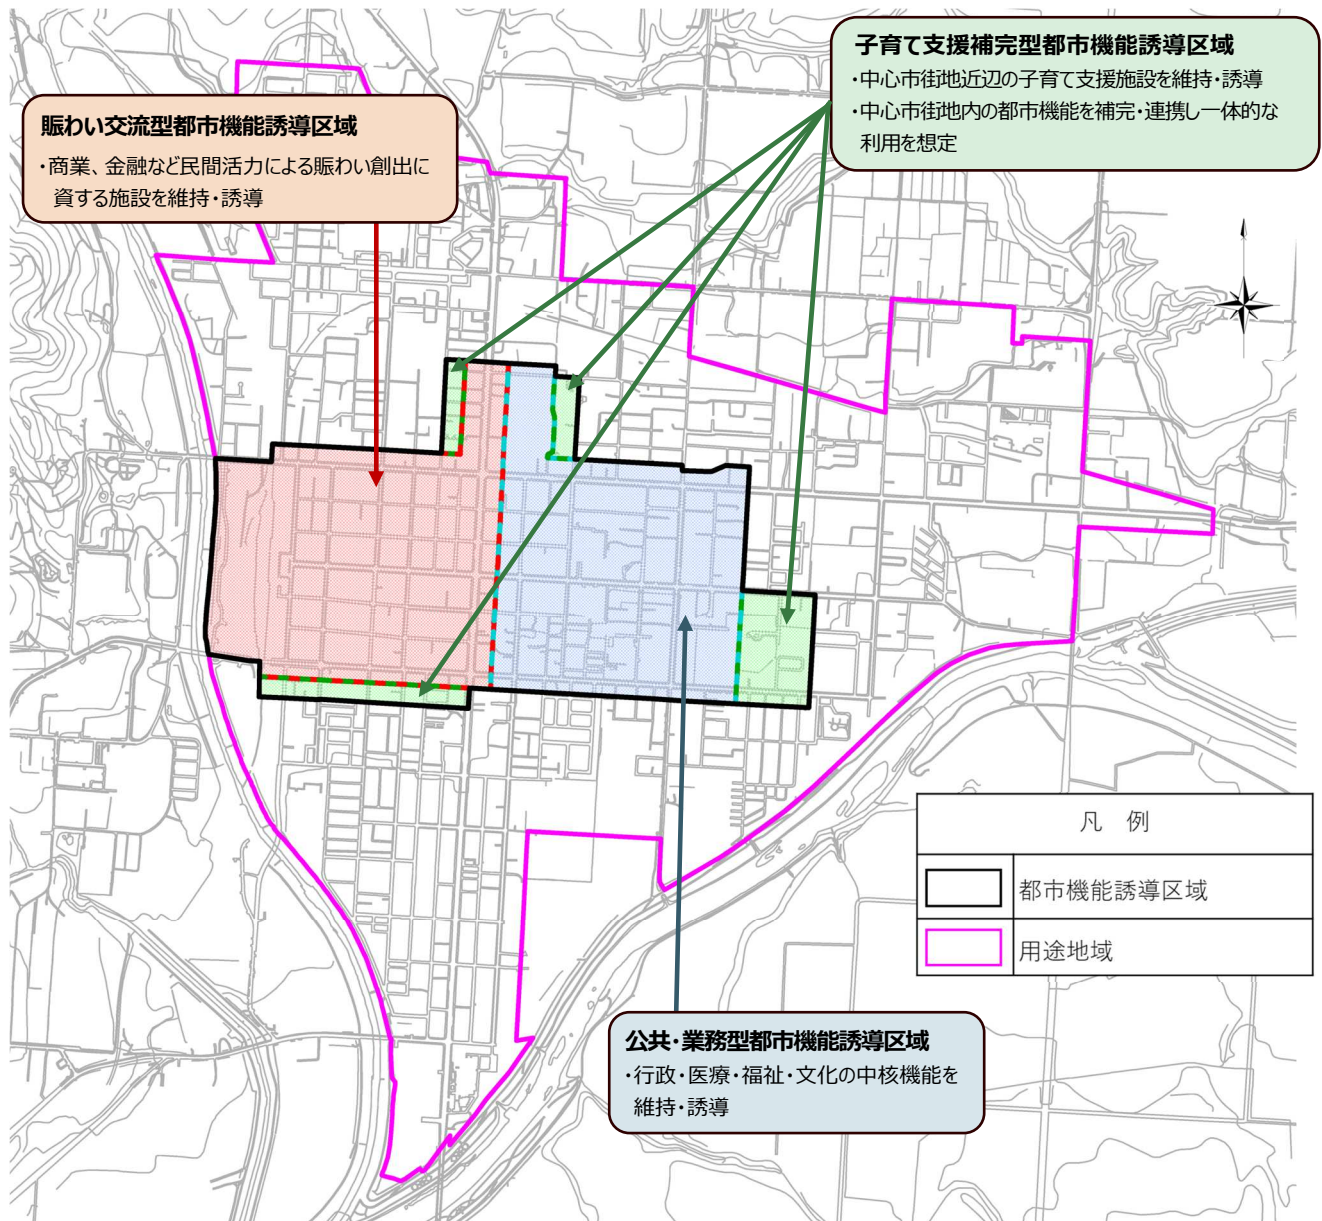 子育て支援補完型都市機能誘導区域
・中心市街地近辺の子育て支援施設を維持・誘導
・中心市街地内の都市機能を補完・連携し一体的な
利用を想定
賑わい交流型都市機能誘導区域
・商業、金融など民間活力による賑わい創出に
資する施設を維持・誘導
凡 例
都市機能誘導区域
用途地域
公共・業務型都市機能誘導区域
・行政・医療・福祉・文化の中核機能を
維持・誘導